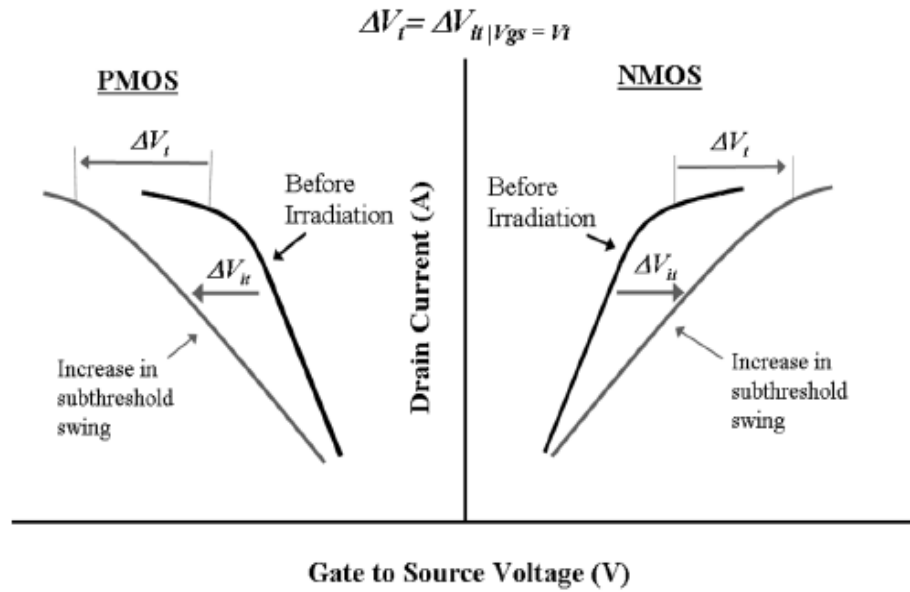 ΔVt = ΔVit | Vgs = Vt
PMOS
NMOS
ΔVt
ΔVt
Before
Irradiation
Before
Irradiation
ΔVit
ΔVit
Drain Current (A)
Increase in
subthreshold
swing
Increase in
subthreshold
swing
Gate to Source Voltage (V)